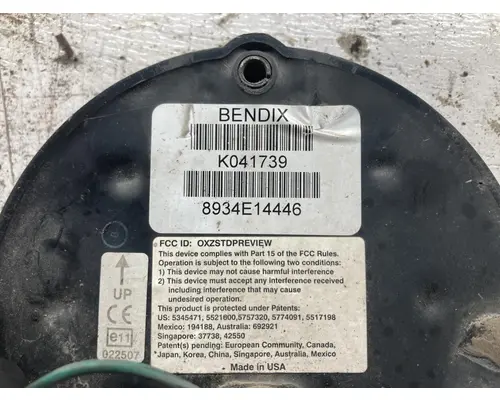 BENDIX
K041739
8934E14446
FCC ID: OXZSTDPREVIEW
This device complies with Part 15 of the FCC Rules.
Operation is subject to the following two conditions:
1) This device may not cause harmful interference
2) This device must accept any interference received
including interference that may cause
undesired operation.
This product is protected under Patents:
US: 5345471, 5521600,5757320, 5774091, 5517198
Mexico: 194188, Australia: 692921
Singapore: 37738, 42550
Patent(s) pending: European Community, Canada
*Japan, Korea, China, Singapore, Australia, Mexico
- Made in USA
UP
CE
e11
022507